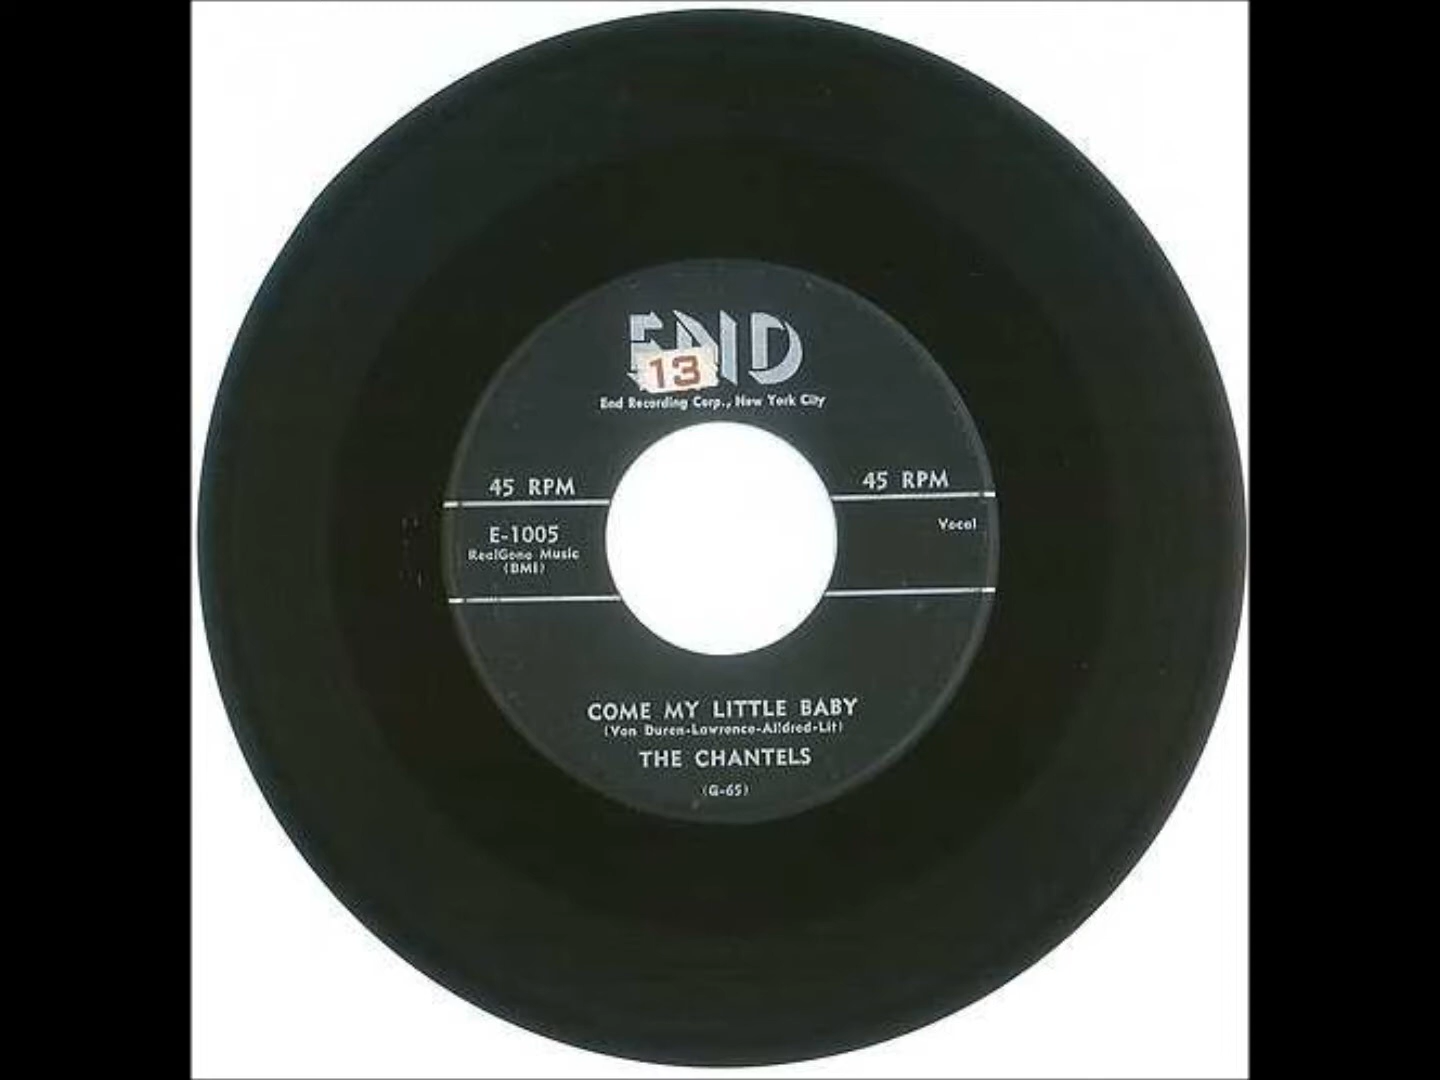 END
13
End Recording Corp., New York City
45 RPM
45 RPM
E-1005
Vocal
RealGone Music
(BMI)
COME MY LITTLE BABY
(Van Duren-Lawrence-Alldred-Lit)
THE CHANTELS
(G-65)